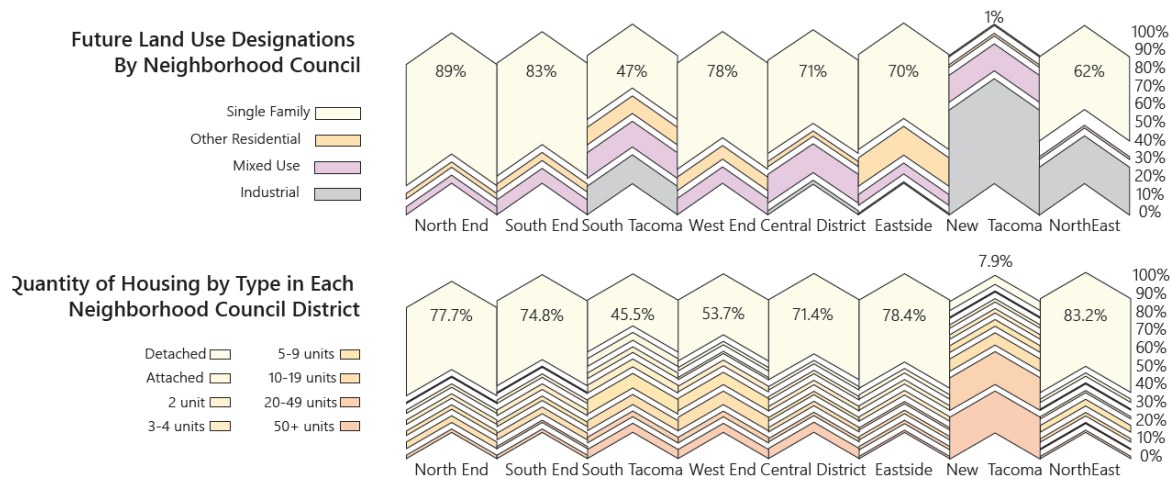 Future Land Use Designations
By Neighborhood Council
Single Family
Other Residential
Mixed Use
Industrial
89% 83% 47% 78% 71% 70% 1% 62%
100%
90%
80%
70%
60%
50%
40%
30%
20%
10%
0%
North End South End South Tacoma West End Central District Eastside New Tacoma NorthEast
Quantity of Housing by Type in Each
Neighborhood Council District
Detached 5-9 units
Attached 10-19 units
2 unit 20-49 units
3-4 units 50+ units
77.7% 74.8% 45.5% 53.7% 71.4% 78.4% 7.9% 83.2%
100%
90%
80%
70%
60%
50%
40%
30%
20%
10%
0%
North End South End South Tacoma West End Central District Eastside New Tacoma NorthEast